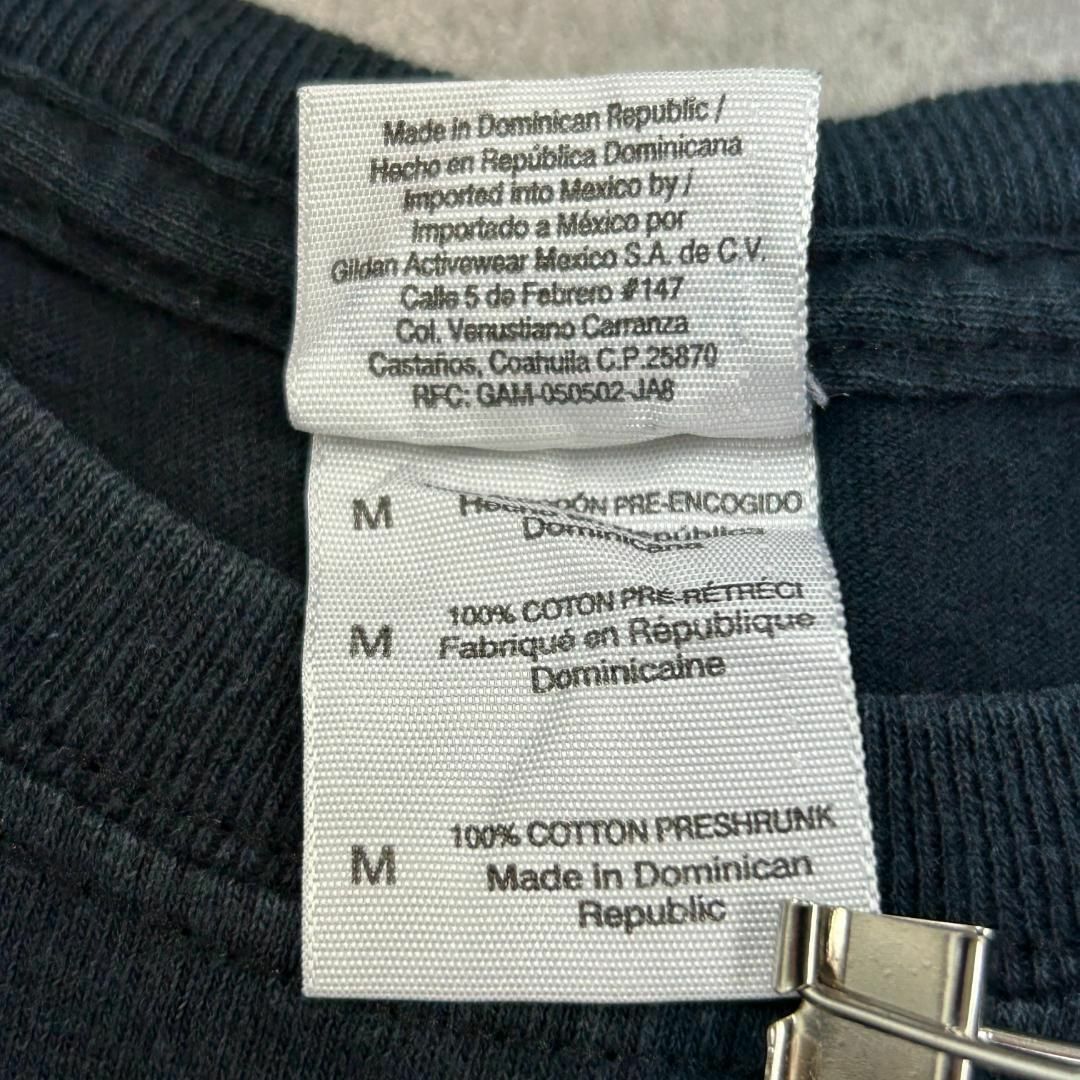 Made in Dominican Republic /
Hecho en República Dominicana
Imported into Mexico by /
Importado a México por
Gildan Activewear Mexico S.A. de C.V.
Calle 5 de Febrero #147
Col. Venustiano Carranza
Castaños, Coahuila C.P. 25870
RFC: GAM-050502-JA8
M PRE-ENCOGIDO
M 100% COTON PRÉ-RÉTRÉCI
Fabriqué en République
Dominicaine
M 100% COTTON PRESHRUNK
Made in Dominican
Republic